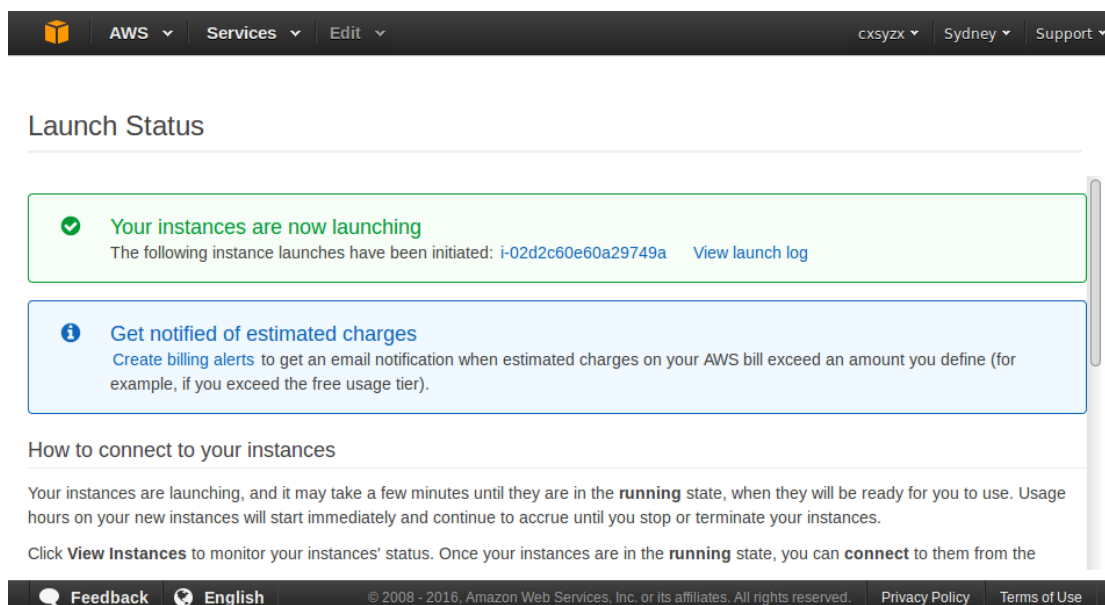 AWS Services Edit cxsyzx Sydney Support
Launch Status
Your instances are now launching
The following instance launches have been initiated: i-02d2c60e60a29749a View launch log
Get notified of estimated charges
Create billing alerts to get an email notification when estimated charges on your AWS bill exceed an amount you define (for
example, if you exceed the free usage tier).
How to connect to your instances
Your instances are launching, and it may take a few minutes until they are in the running state, when they will be ready for you to use. Usage
hours on your new instances will start immediately and continue to accrue until you stop or terminate your instances.
Click View Instances to monitor your instances' status. Once your instances are in the running state, you can connect to them from the
Feedback English © 2008 - 2016, Amazon Web Services, Inc. or its affiliates. All rights reserved. Privacy Policy Terms of Use